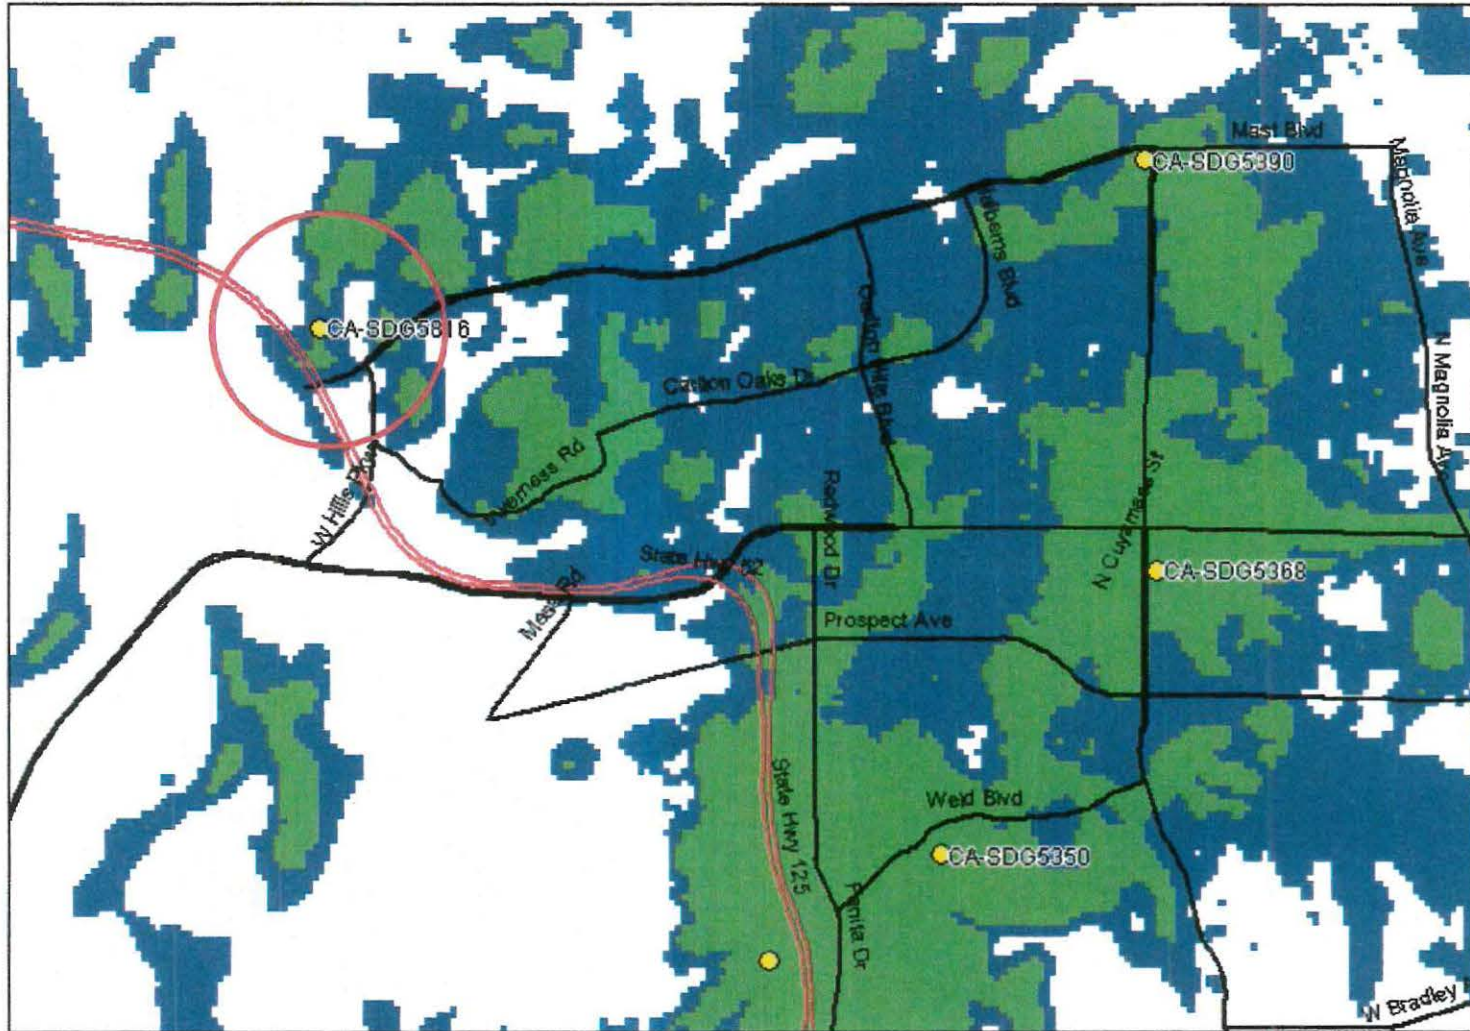 Mast Blvd
CA-SDG5390
Magnolia Ave
CA-SDG5816
N Magnolia Ave
Carlton Oaks Dr
Inverness Rd
W Hills Pkwy
Redwood Dr
N Cuyamaca St
State Hwy 52
CA-SDG5368
Mesa Rd
Prospect Ave
State Hwy 125
Weld Blvd
CA-SDG5350
Fanita Dr
W Bradley